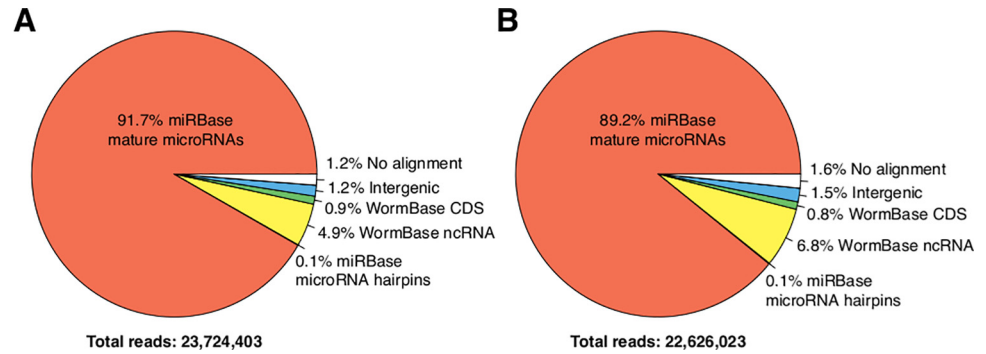 A
91.7% miRBase
mature microRNAs
1.2% No alignment
1.2% Intergenic
0.9% WormBase CDS
4.9% WormBase ncRNA
0.1% miRBase
microRNA hairpins
Total reads: 23,724,403
B
89.2% miRBase
mature microRNAs
1.6% No alignment
1.5% Intergenic
0.8% WormBase CDS
6.8% WormBase ncRNA
0.1% miRBase
microRNA hairpins
Total reads: 22,626,023